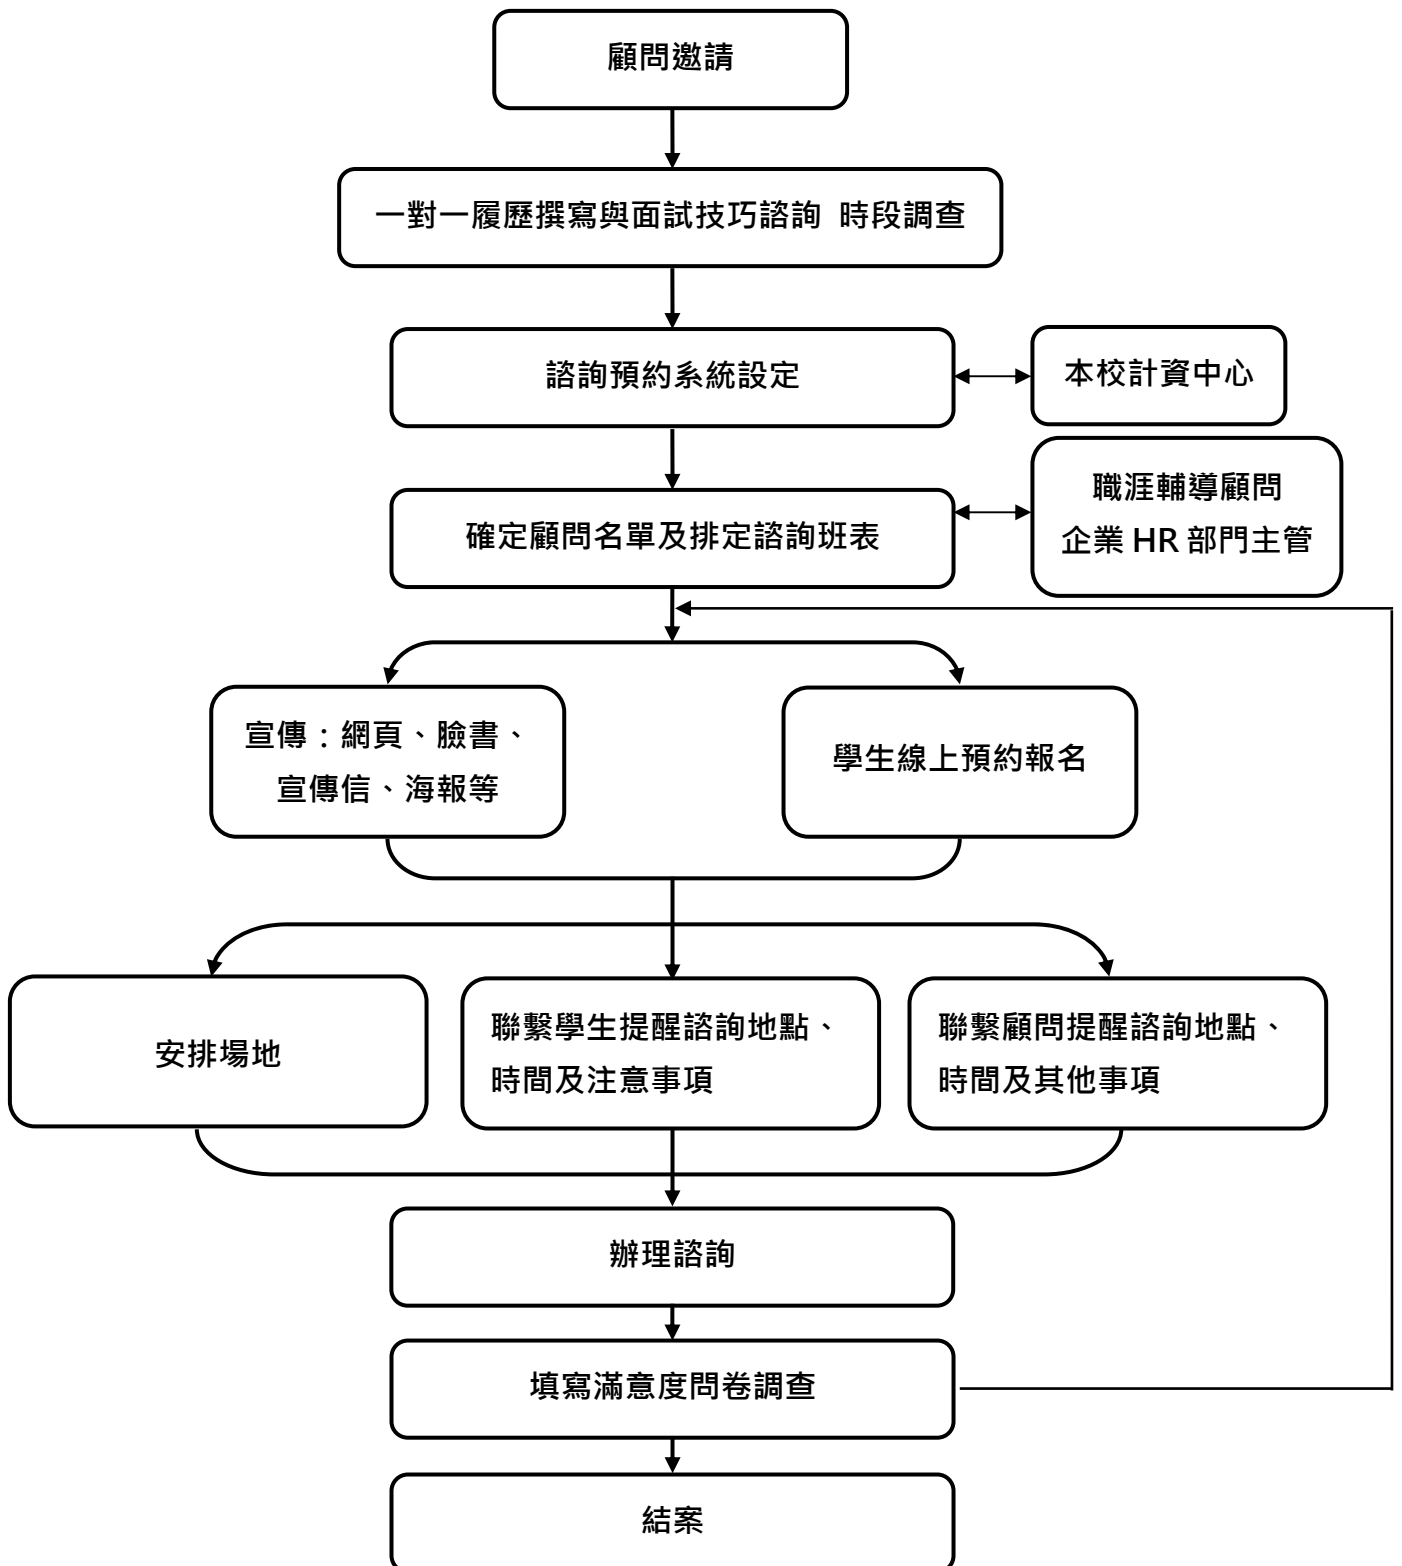 顧問邀請
一對一履歷撰寫與面試技巧諮詢 時段調查
諮詢預約系統設定
本校計資中心
確定顧問名單及排定諮詢班表
職涯輔導顧問
企業 HR 部門主管
宣傳：網頁、臉書、
宣傳信、海報等
學生線上預約報名
安排場地
聯繫學生提醒諮詢地點、
時間及注意事項
聯繫顧問提醒諮詢地點、
時間及其他事項
辦理諮詢
填寫滿意度問卷調查
結案